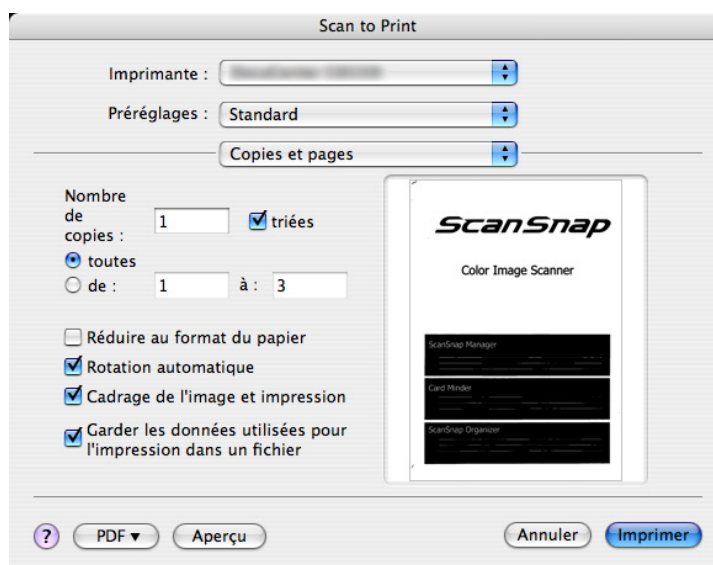 Scan to Print
Imprimante :
Préréglages : Standard
Copies et pages
Nombre
de
copies : 1 triées
toutes
de : 1 à : 3
Réduire au format du papier
Rotation automatique
Cadrage de l'image et impression
Garder les données utilisées pour
l'impression dans un fichier
ScanSnap
Color Image Scanner
ScanSnap Manager
Card Minder
ScanSnap Organizer
? PDF ▼ Aperçu Annuler Imprimer